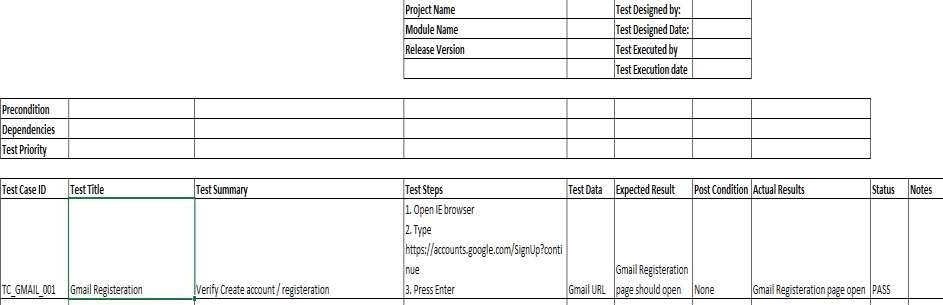 Project Name Test Designed by:
Module Name Test Designed Date:
Release Version Test Executed by
Test Execution date
Precondition
Dependencies
Test Priority
Test Case ID Test Title Test Summary Test Steps Test Data Expected Result Post Condition Actual Results Status Notes
1. Open IE browser
2. Type
https://accounts.google.com/SignUp?conti
nue
Gmail Registeration
TC_GMAIL_001 Gmail Registeration Verify Create account / registeration 3. Press Enter Gmail URL page should open None Gmail Registeration page open PASS